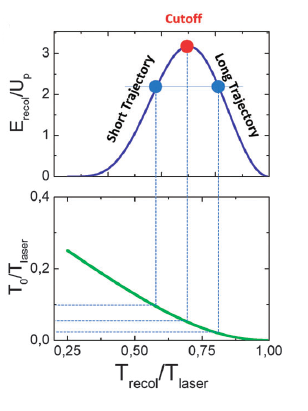 Cutoff
E_recol/U_p
3
2
1
0
Short Trajectory
Long Trajectory
T_0/T_laser
0,4
0,2
0,0
0,25 0,50 0,75 1,00
T_recol/T_laser